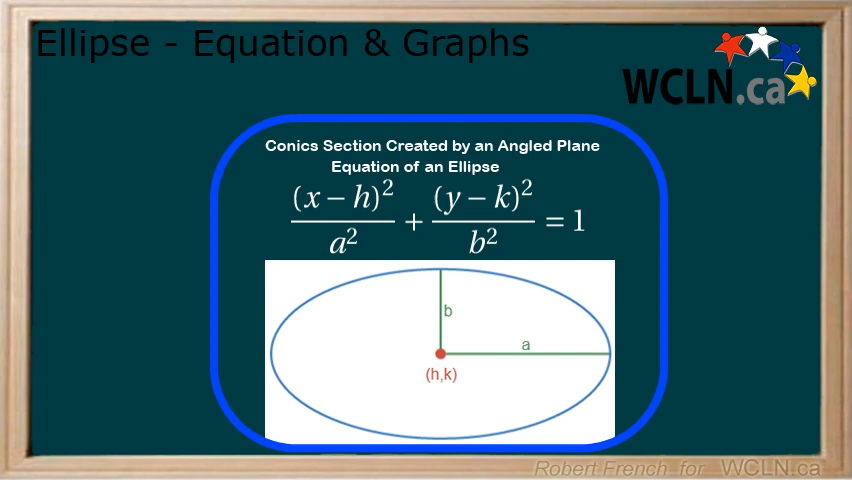 Ellipse - Equation & Graphs
WCLN.ca
Conics Section Created by an Angled Plane
Equation of an Ellipse
(x − h)² / a² + (y − k)² / b² = 1
b
a
(h,k)
Robert French for WCLN.ca